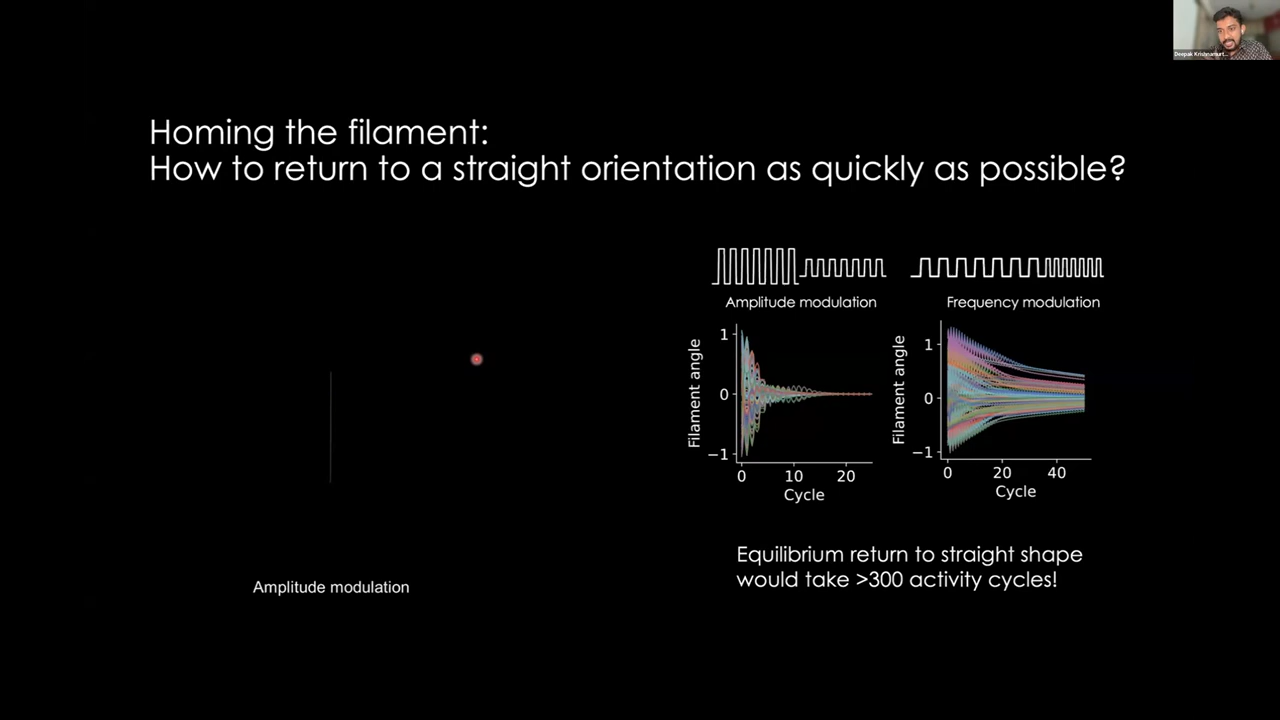 Deepak Krishnamurt...
Homing the filament:
How to return to a straight orientation as quickly as possible?
Amplitude modulation
Frequency modulation
Filament angle
1
0
−1
0
10
20
Cycle
Filament angle
1
0
−1
0
20
40
Cycle
Equilibrium return to straight shape
would take >300 activity cycles!
Amplitude modulation